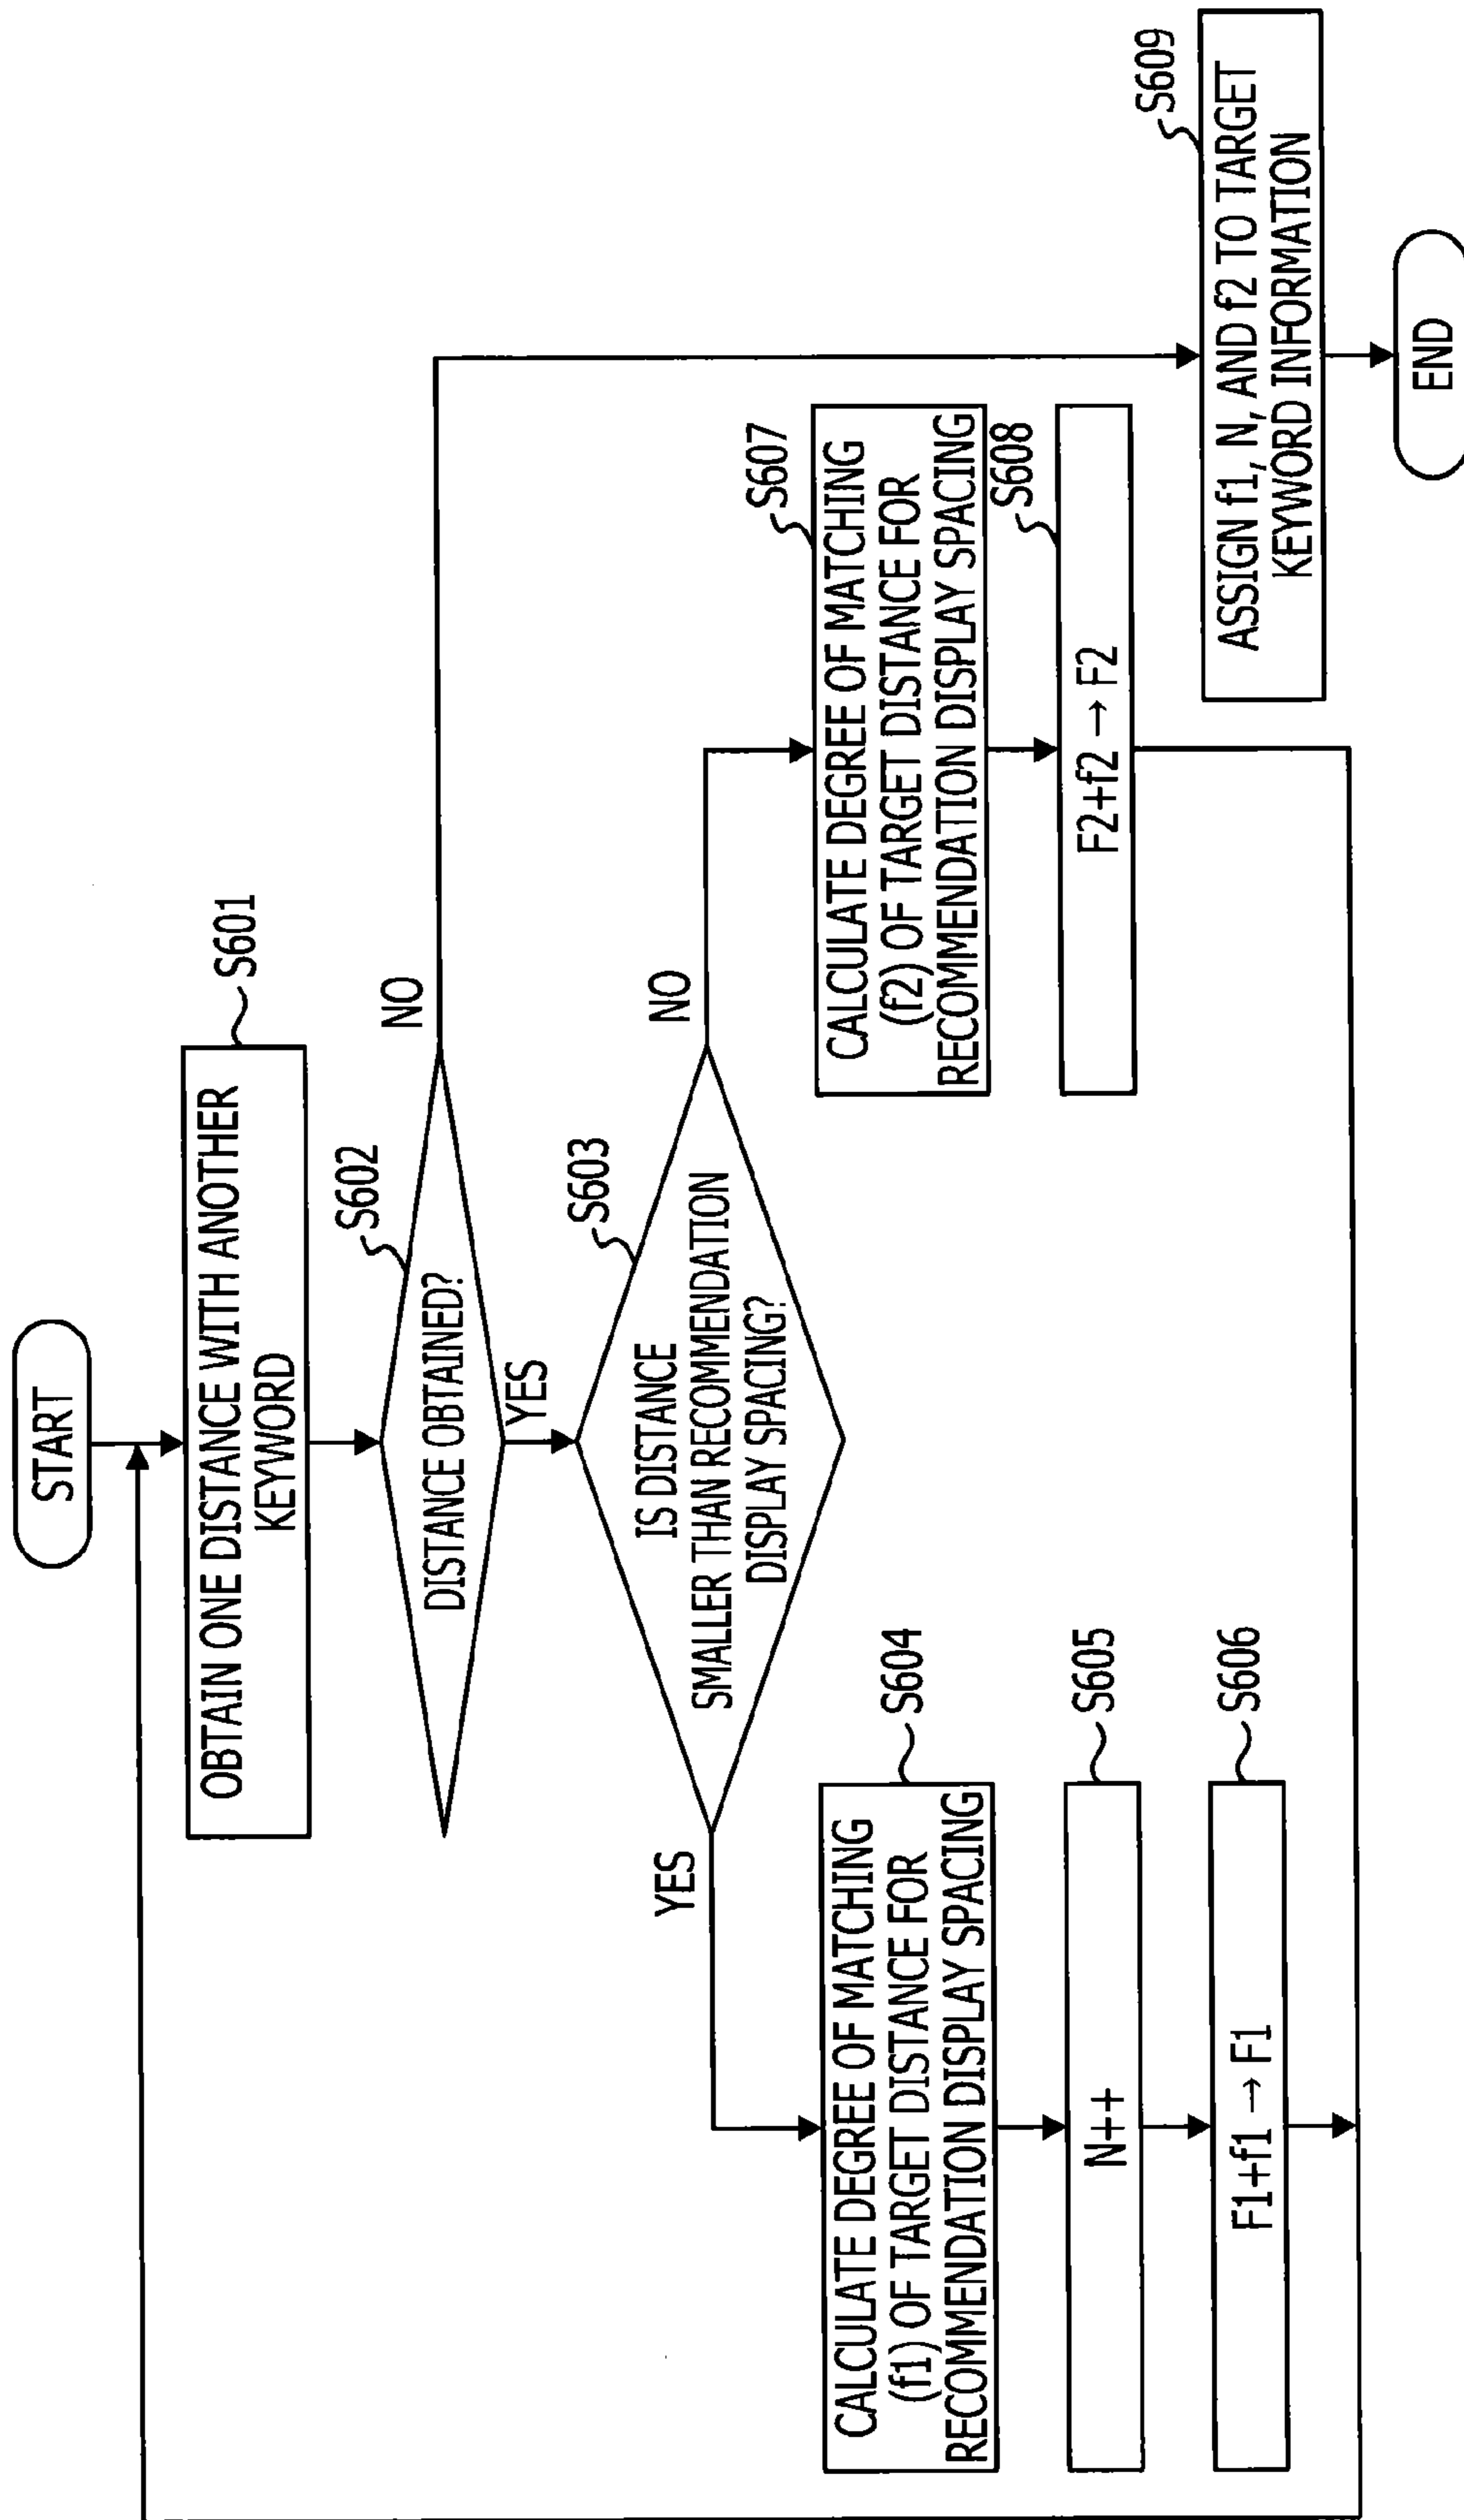 START
S601
OBTAIN ONE DISTANCE WITH ANOTHER
KEYWORD
S602
DISTANCE OBTAINED?
NO
YES
S603
IS DISTANCE
SMALLER THAN RECOMMENDATION
DISPLAY SPACING?
YES
NO
S604
CALCULATE DEGREE OF MATCHING
(f1) OF TARGET DISTANCE FOR
RECOMMENDATION DISPLAY SPACING
S605
N++
S606
F1+f1 → F1
S607
CALCULATE DEGREE OF MATCHING
(f2) OF TARGET DISTANCE FOR
RECOMMENDATION DISPLAY SPACING
S608
F2+f2 → F2
S609
ASSIGN f1, N, AND f2 TO TARGET
KEYWORD INFORMATION
END